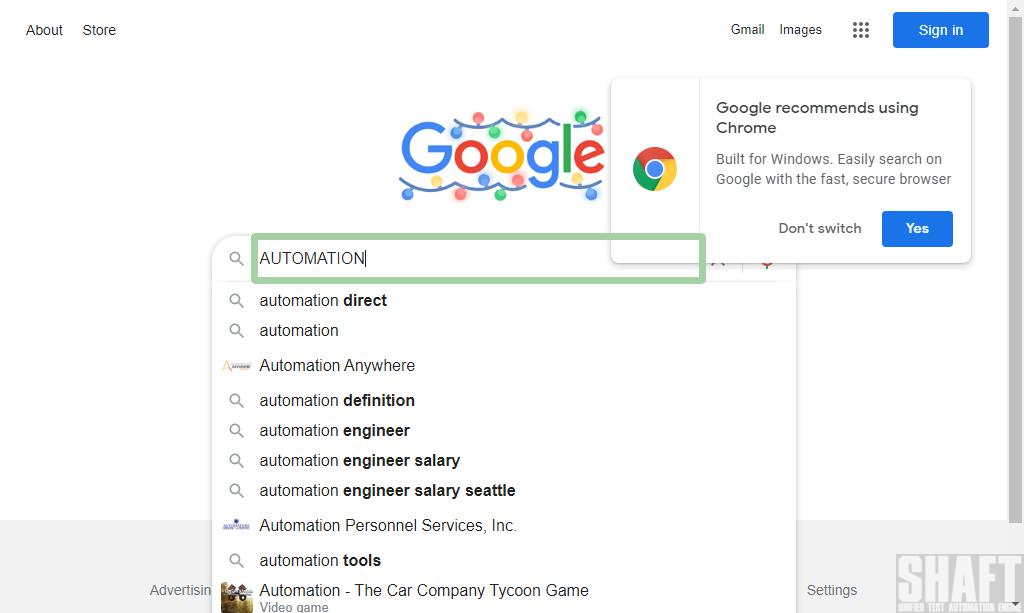 About Store Gmail Images Sign in
Google
Google recommends using
Chrome
Built for Windows. Easily search on
Google with the fast, secure browser
Don't switch Yes
AUTOMATION
automation direct
automation
Automation Anywhere
automation definition
automation engineer
automation engineer salary
automation engineer salary seattle
Automation Personnel Services, Inc.
automation tools
Automation - The Car Company Tycoon Game
Video game
Advertisin Settings
SHAFT
UNIFIED TEST AUTOMATION